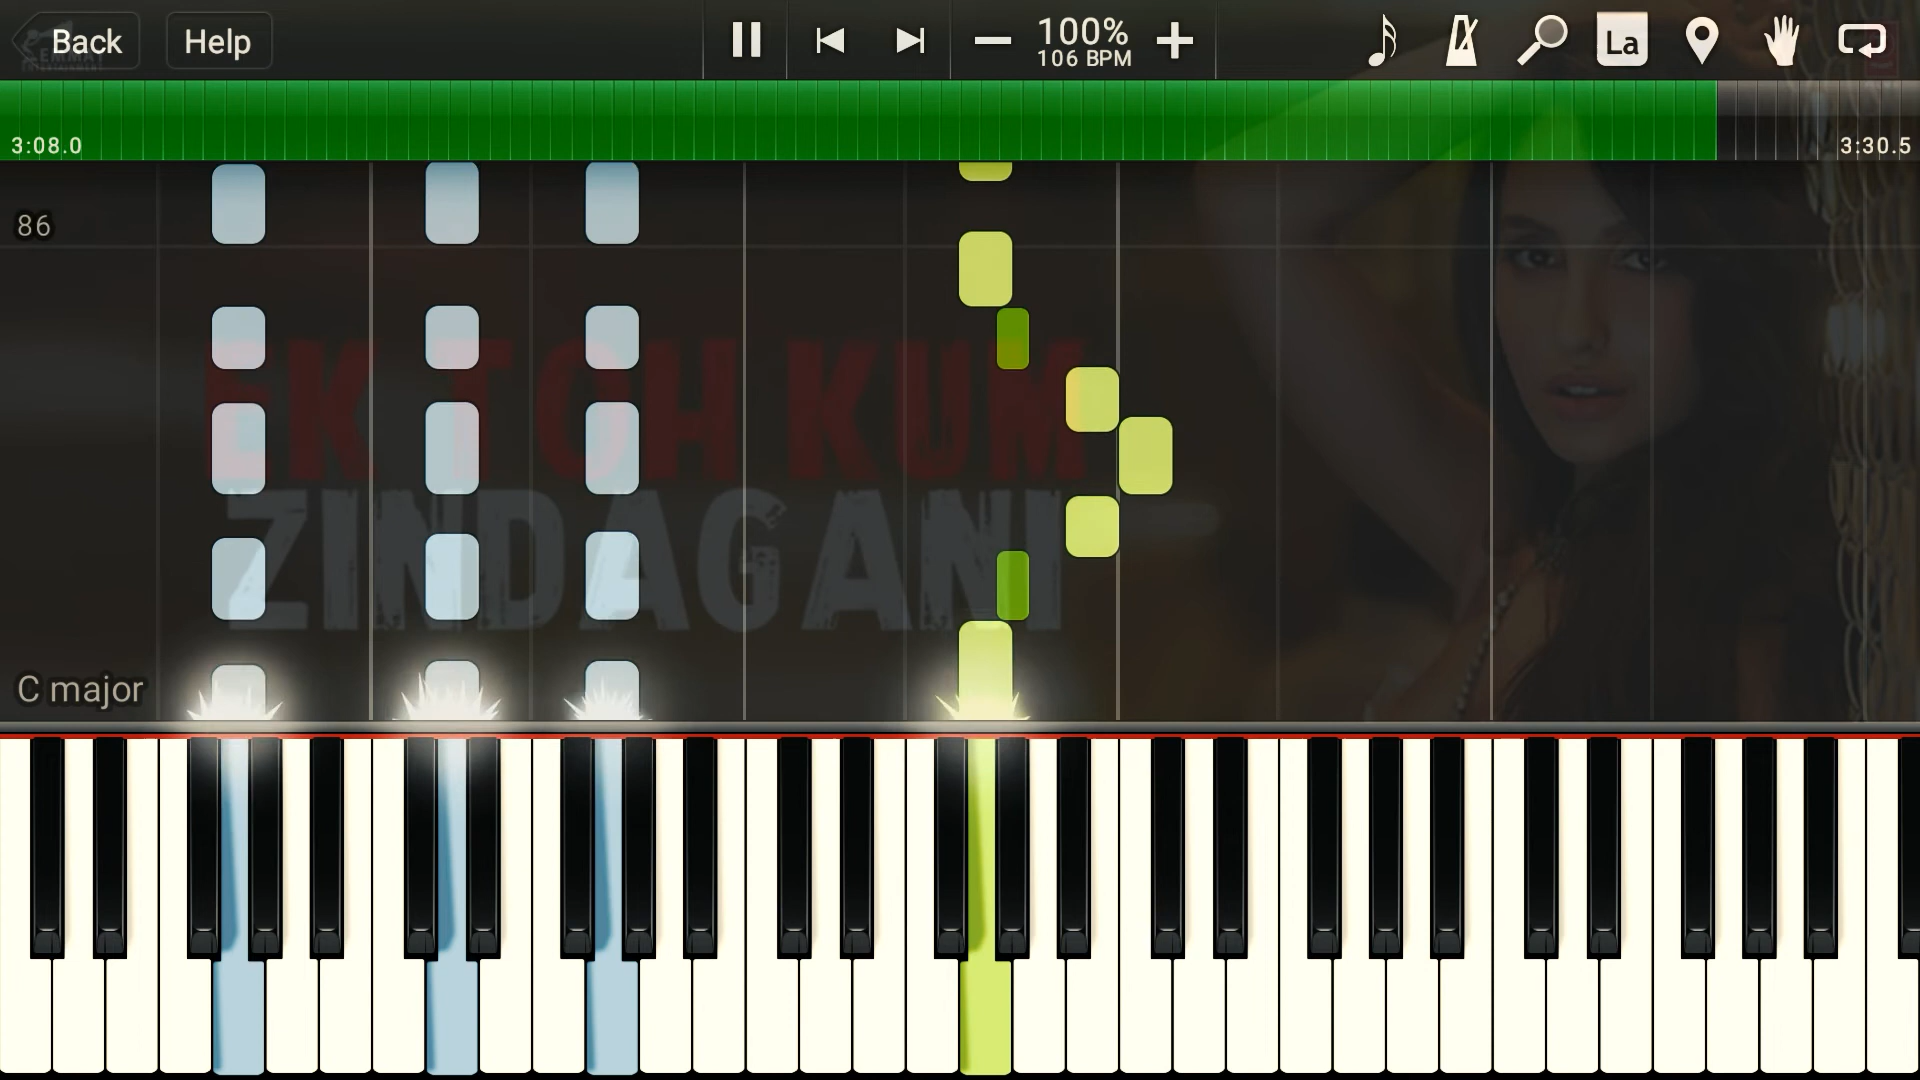 Back
Help
100%
106 BPM
La
3:08.0
3:30.5
86
EK TOH KUM
ZINDAGANI
C major